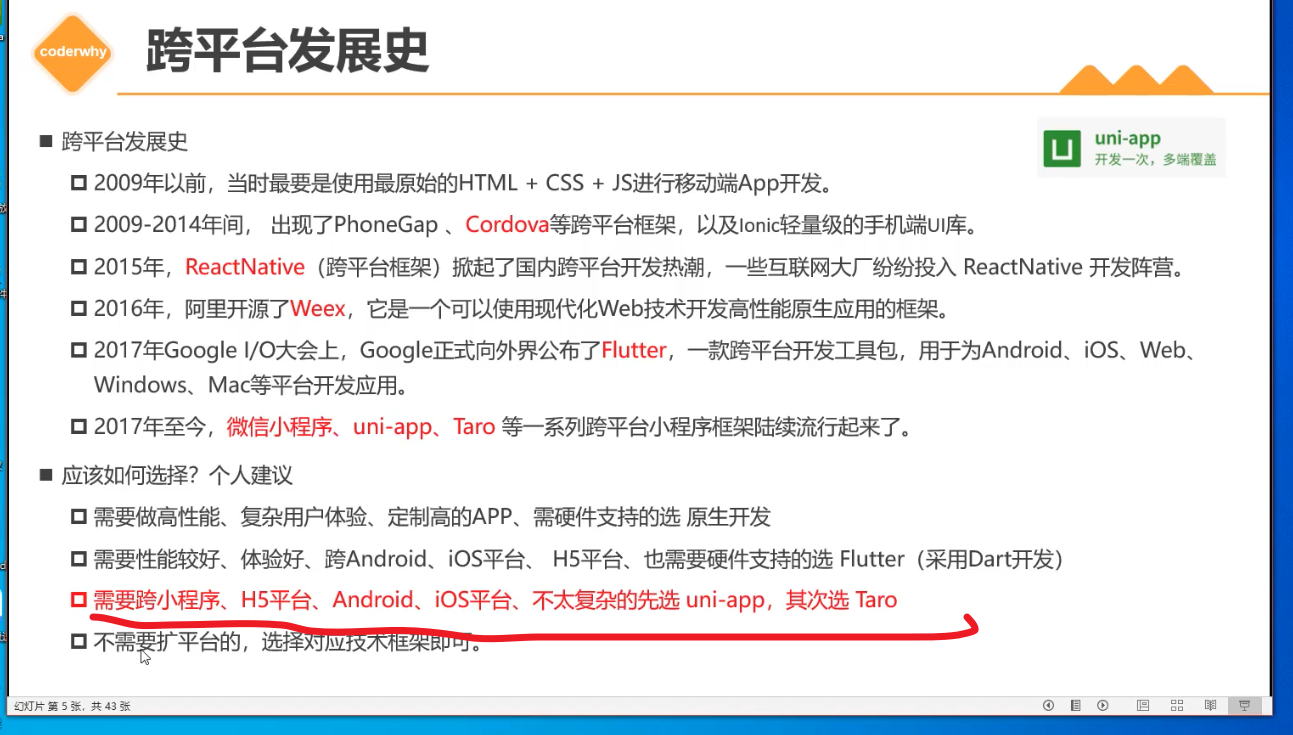 coderwhy
跨平台发展史
uni-app
开发一次，多端覆盖
跨平台发展史
2009年以前，当时最要是使用最原始的HTML + CSS + JS进行移动端App开发。
2009-2014年间， 出现了PhoneGap 、Cordova等跨平台框架，以及Ionic轻量级的手机端UI库。
2015年，ReactNative（跨平台框架）掀起了国内跨平台开发热潮，一些互联网大厂纷纷投入 ReactNative 开发阵营。
2016年，阿里开源了Weex，它是一个可以使用现代化Web技术开发高性能原生应用的框架。
2017年Google I/O大会上，Google正式向外界公布了Flutter，一款跨平台开发工具包，用于为Android、iOS、Web、
Windows、Mac等平台开发应用。
2017年至今，微信小程序、uni-app、Taro 等一系列跨平台小程序框架陆续流行起来了。
应该如何选择？个人建议
需要做高性能、复杂用户体验、定制高的APP、需硬件支持的选 原生开发
需要性能较好、体验好、跨Android、iOS平台、 H5平台、也需要硬件支持的选 Flutter（采用Dart开发）
需要跨小程序、H5平台、Android、iOS平台、不太复杂的先选 uni-app，其次选 Taro
不需要扩平台的，选择对应技术框架即可。
幻灯片 第 5 张，共 43 张